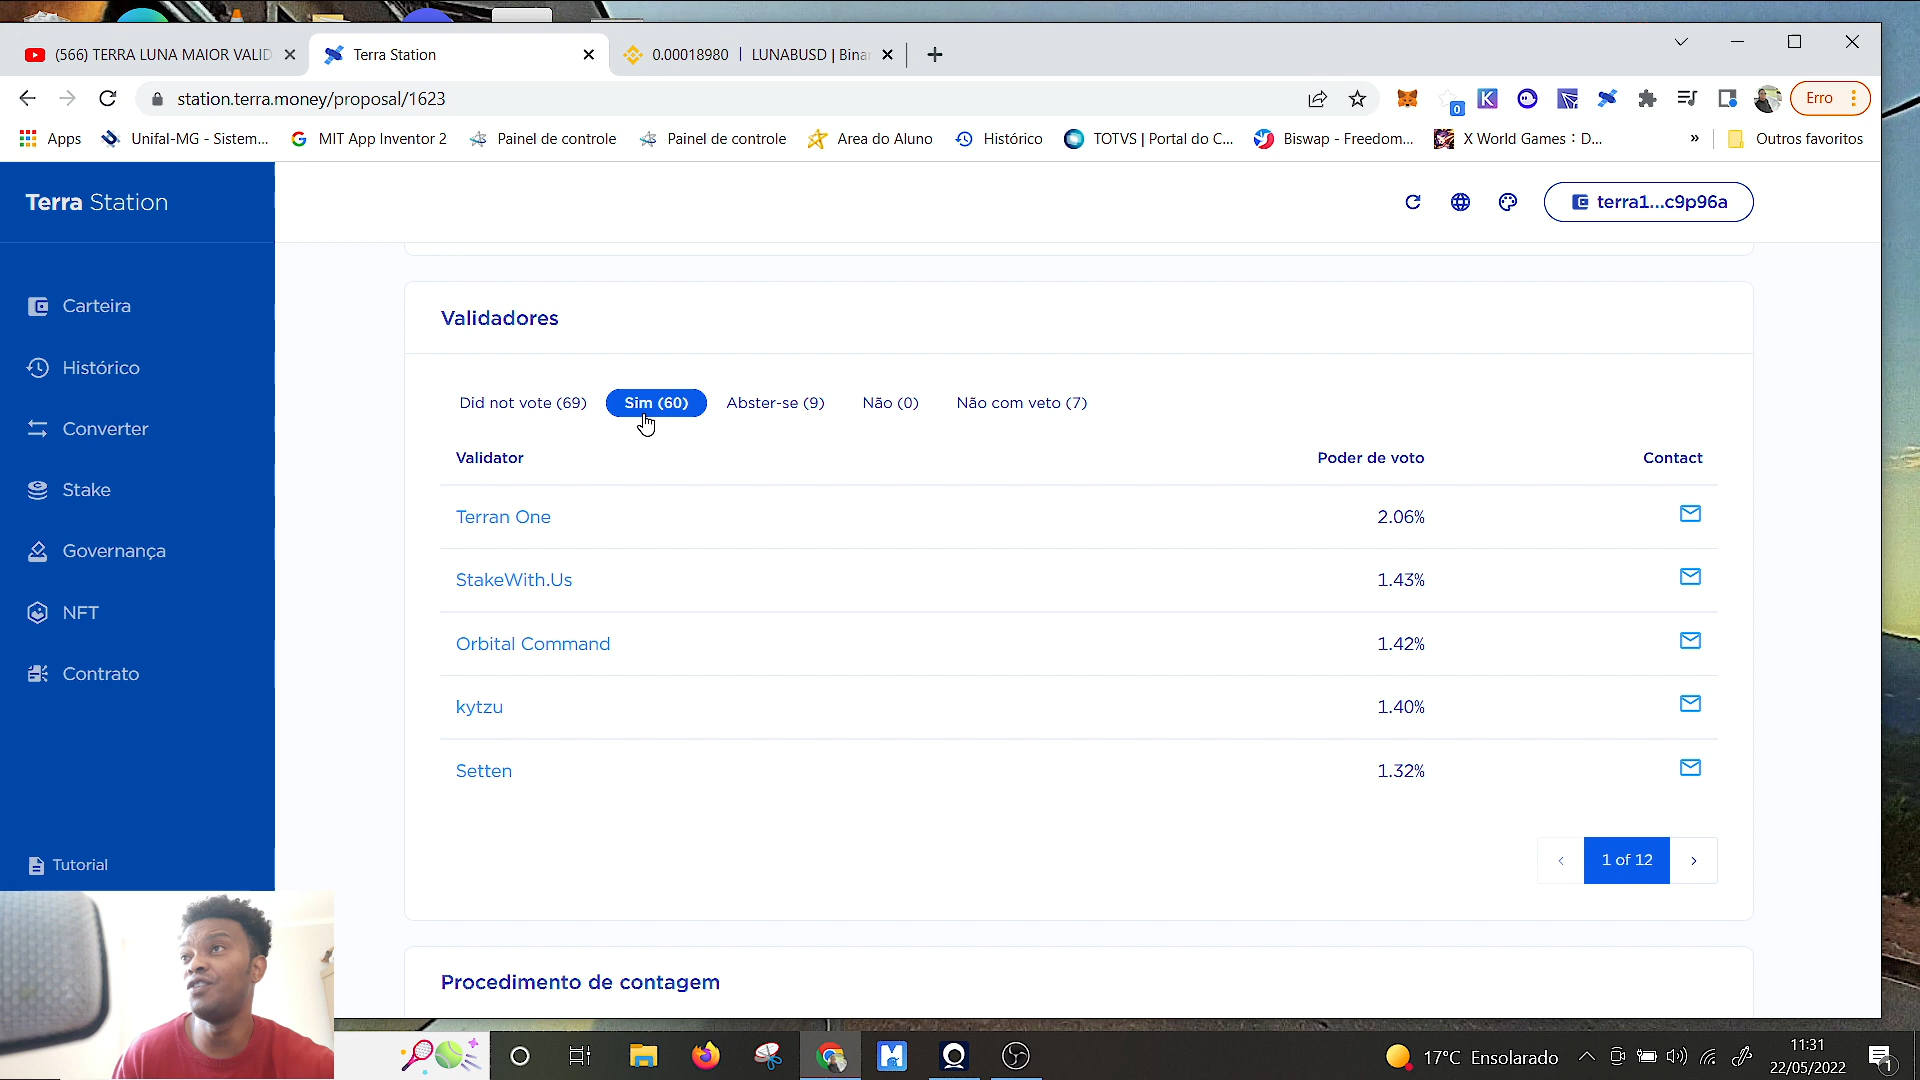 (566) TERRA LUNA MAIOR VALID
Terra Station
0.00018980 | LUNABUSD | Bina
station.terra.money/proposal/1623
0
K
Erro
Apps
Unifal-MG - Sistem...
MIT App Inventor 2
Painel de controle
Painel de controle
Area do Aluno
Histórico
TOTVS | Portal do C...
Biswap - Freedom...
X World Games：D...
»
Outros favoritos
Terra Station
terra1...c9p96a
Carteira
Histórico
Converter
Stake
Governança
NFT
Contrato
Tutorial
Validadores
Did not vote (69)
Sim (60)
Abster-se (9)
Não (0)
Não com veto (7)
Validator
Poder de voto
Contact
Terran One
2.06%
StakeWith.Us
1.43%
Orbital Command
1.42%
kytzu
1.40%
Setten
1.32%
1 of 12
Procedimento de contagem
17°C Ensolarado
11:31
22/05/2022
1